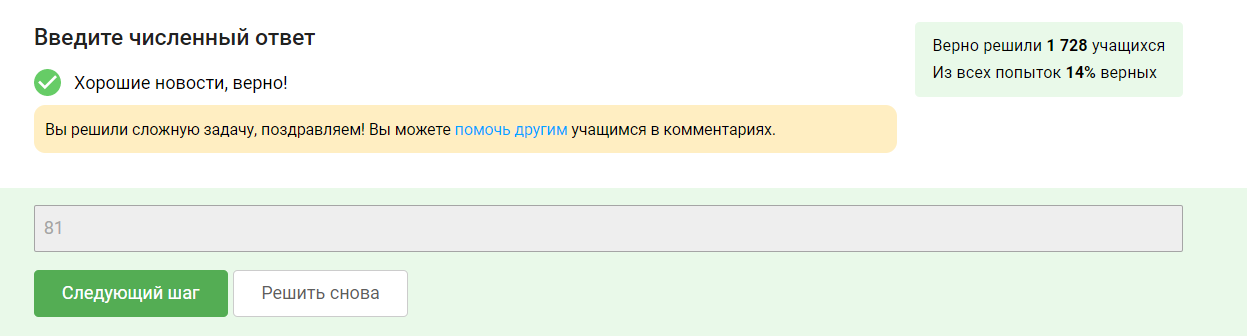 Введите численный ответ
Верно решили 1 728 учащихся
Из всех попыток 14% верных
Хорошие новости, верно!
Вы решили сложную задачу, поздравляем! Вы можете помочь другим учащимся в комментариях.
81
Следующий шаг
Решить снова